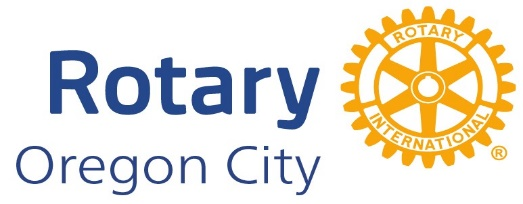 Rotary
Oregon City
ROTARY
INTERNATIONAL
®